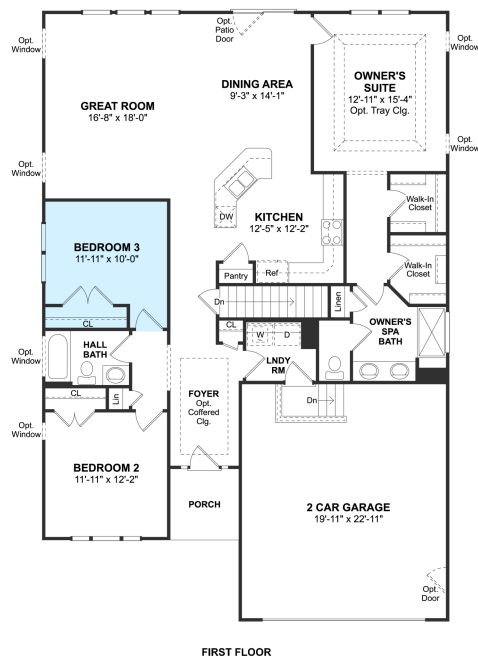 Opt.
Patio
Door
Opt.
Window
Opt.
Window
DINING AREA
9'-3" x 14'-1"
OWNER'S
SUITE
12'-11" x 15'-4"
Opt. Tray Clg.
GREAT ROOM
16'-8" x 18'-0"
Opt.
Window
Opt.
Window
DW
KITCHEN
12'-5" x 12'-2"
Walk-In
Closet
BEDROOM 3
11'-11" x 10'-0"
Pantry
Ref
Walk-In
Closet
Dn
Linen
CL
CL
W
D
OWNER'S
SPA
BATH
Opt.
Window
HALL
BATH
LNDY
RM
CL
Lin
FOYER
Opt.
Coffered
Clg.
Dn
Opt.
Window
BEDROOM 2
11'-11" x 12'-2"
PORCH
2 CAR GARAGE
19'-11" x 22'-11"
Opt.
Door
FIRST FLOOR